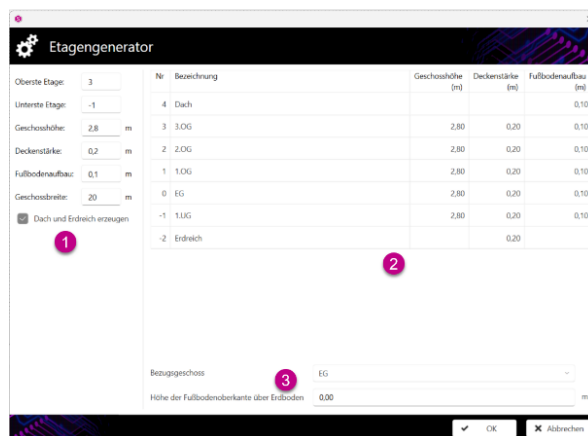 Etagengenerator
Oberste Etage: 3
Unterste Etage: -1
Geschosshöhe: 2,8 m
Deckenstärke: 0,2 m
Fußbodenaufbau: 0,1 m
Geschossbreite: 20 m
Dach und Erdreich erzeugen
1
Nr Bezeichnung Geschosshöhe (m) Deckenstärke (m) Fußbodenaufbau (m)
4 Dach 0,10
3 3.OG 2,80 0,20 0,10
2 2.OG 2,80 0,20 0,10
1 1.OG 2,80 0,20 0,10
0 EG 2,80 0,20 0,10
-1 1.UG 2,80 0,20 0,10
-2 Erdreich 0,20
2
Bezugsgeschoss EG
3
Höhe der Fußbodenoberkante über Erdboden 0,00 m
OK Abbrechen